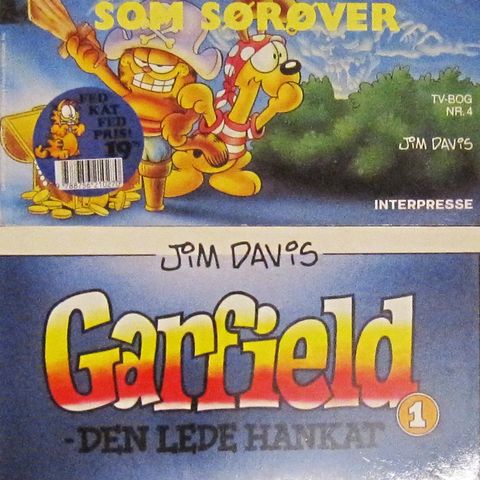 SOM SØRØVER
TV-BOG
NR. 4
JIM DAVIS
FED
KAT
FED
PRIS!
19
INTERPRESSE
JIM DAVIS
Garfield
1
-DEN LEDE HANKAT